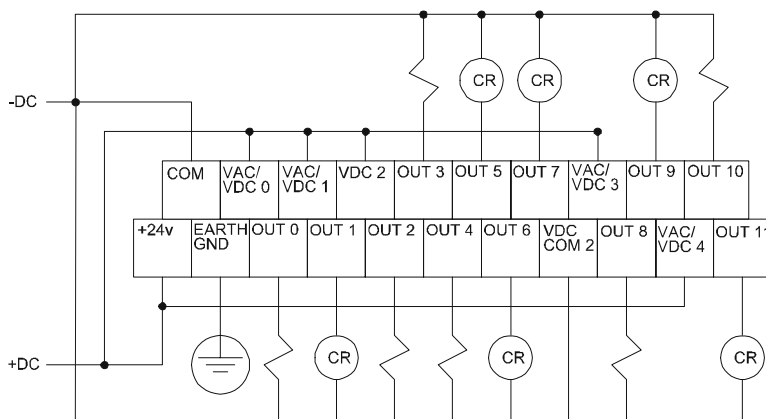 CR
CR
CR
-DC
COM
VAC/
VDC 0
VAC/
VDC 1
VDC 2
OUT 3
OUT 5
OUT 7
VAC/
VDC 3
OUT 9
OUT 10
+24v
EARTH
GND
OUT 0
OUT 1
OUT 2
OUT 4
OUT 6
VDC
COM 2
OUT 8
VAC/
VDC 4
OUT 11
+DC
CR
CR
CR